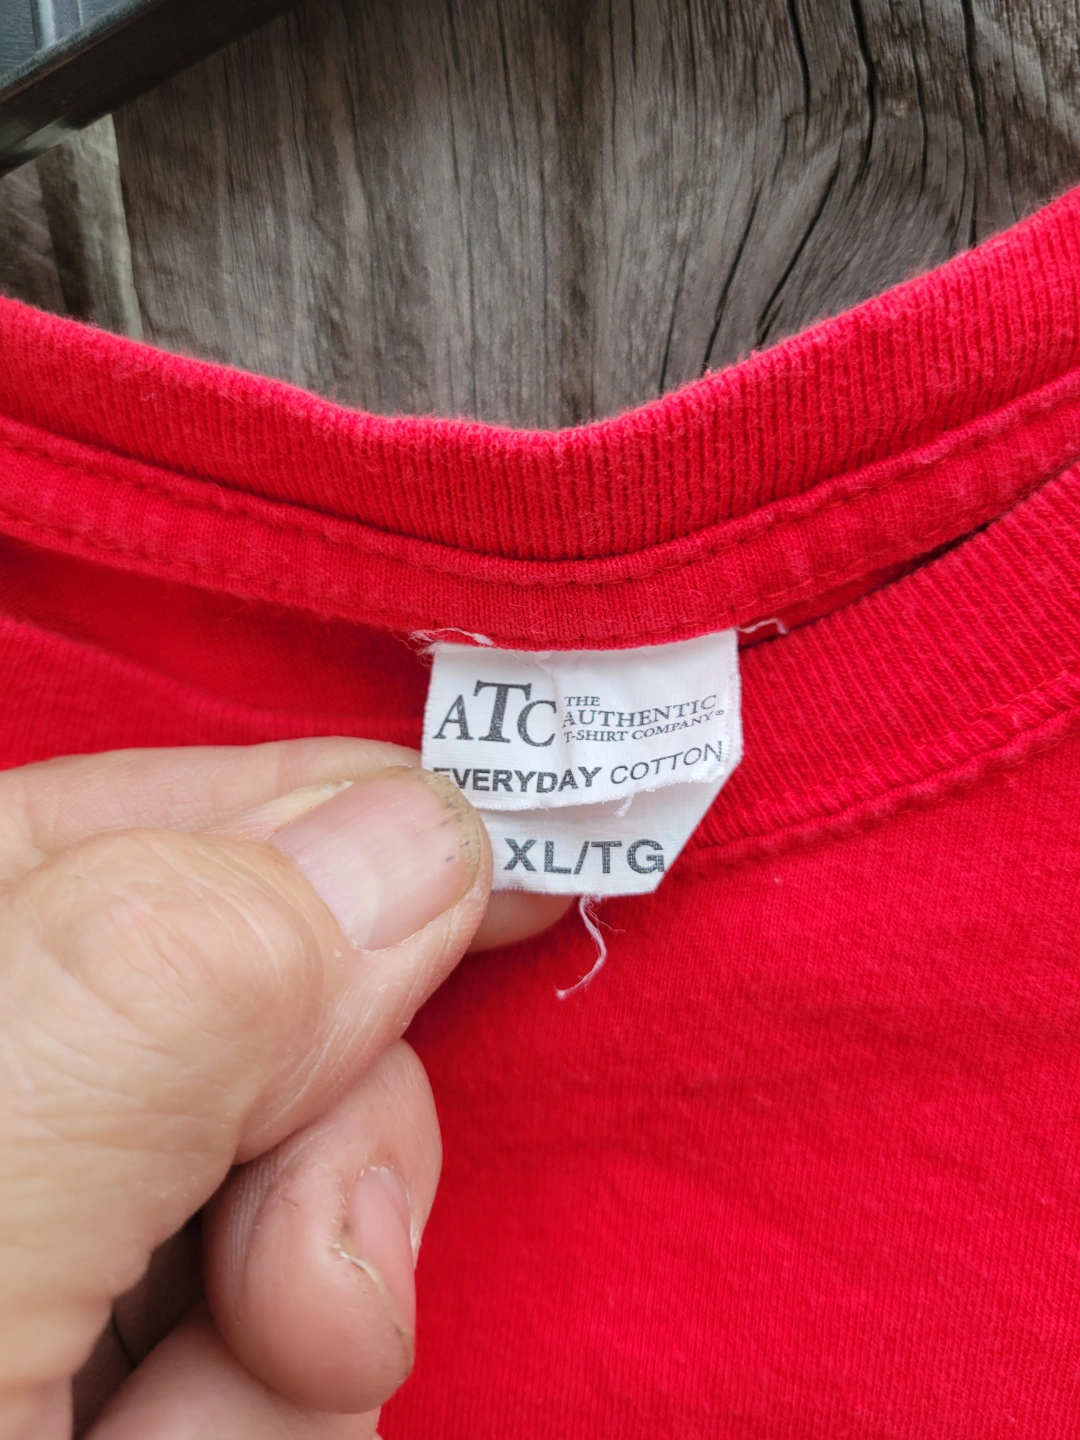 ATC THE
AUTHENTIC
T-SHIRT COMPANY®
EVERYDAY COTTON
XL/TG